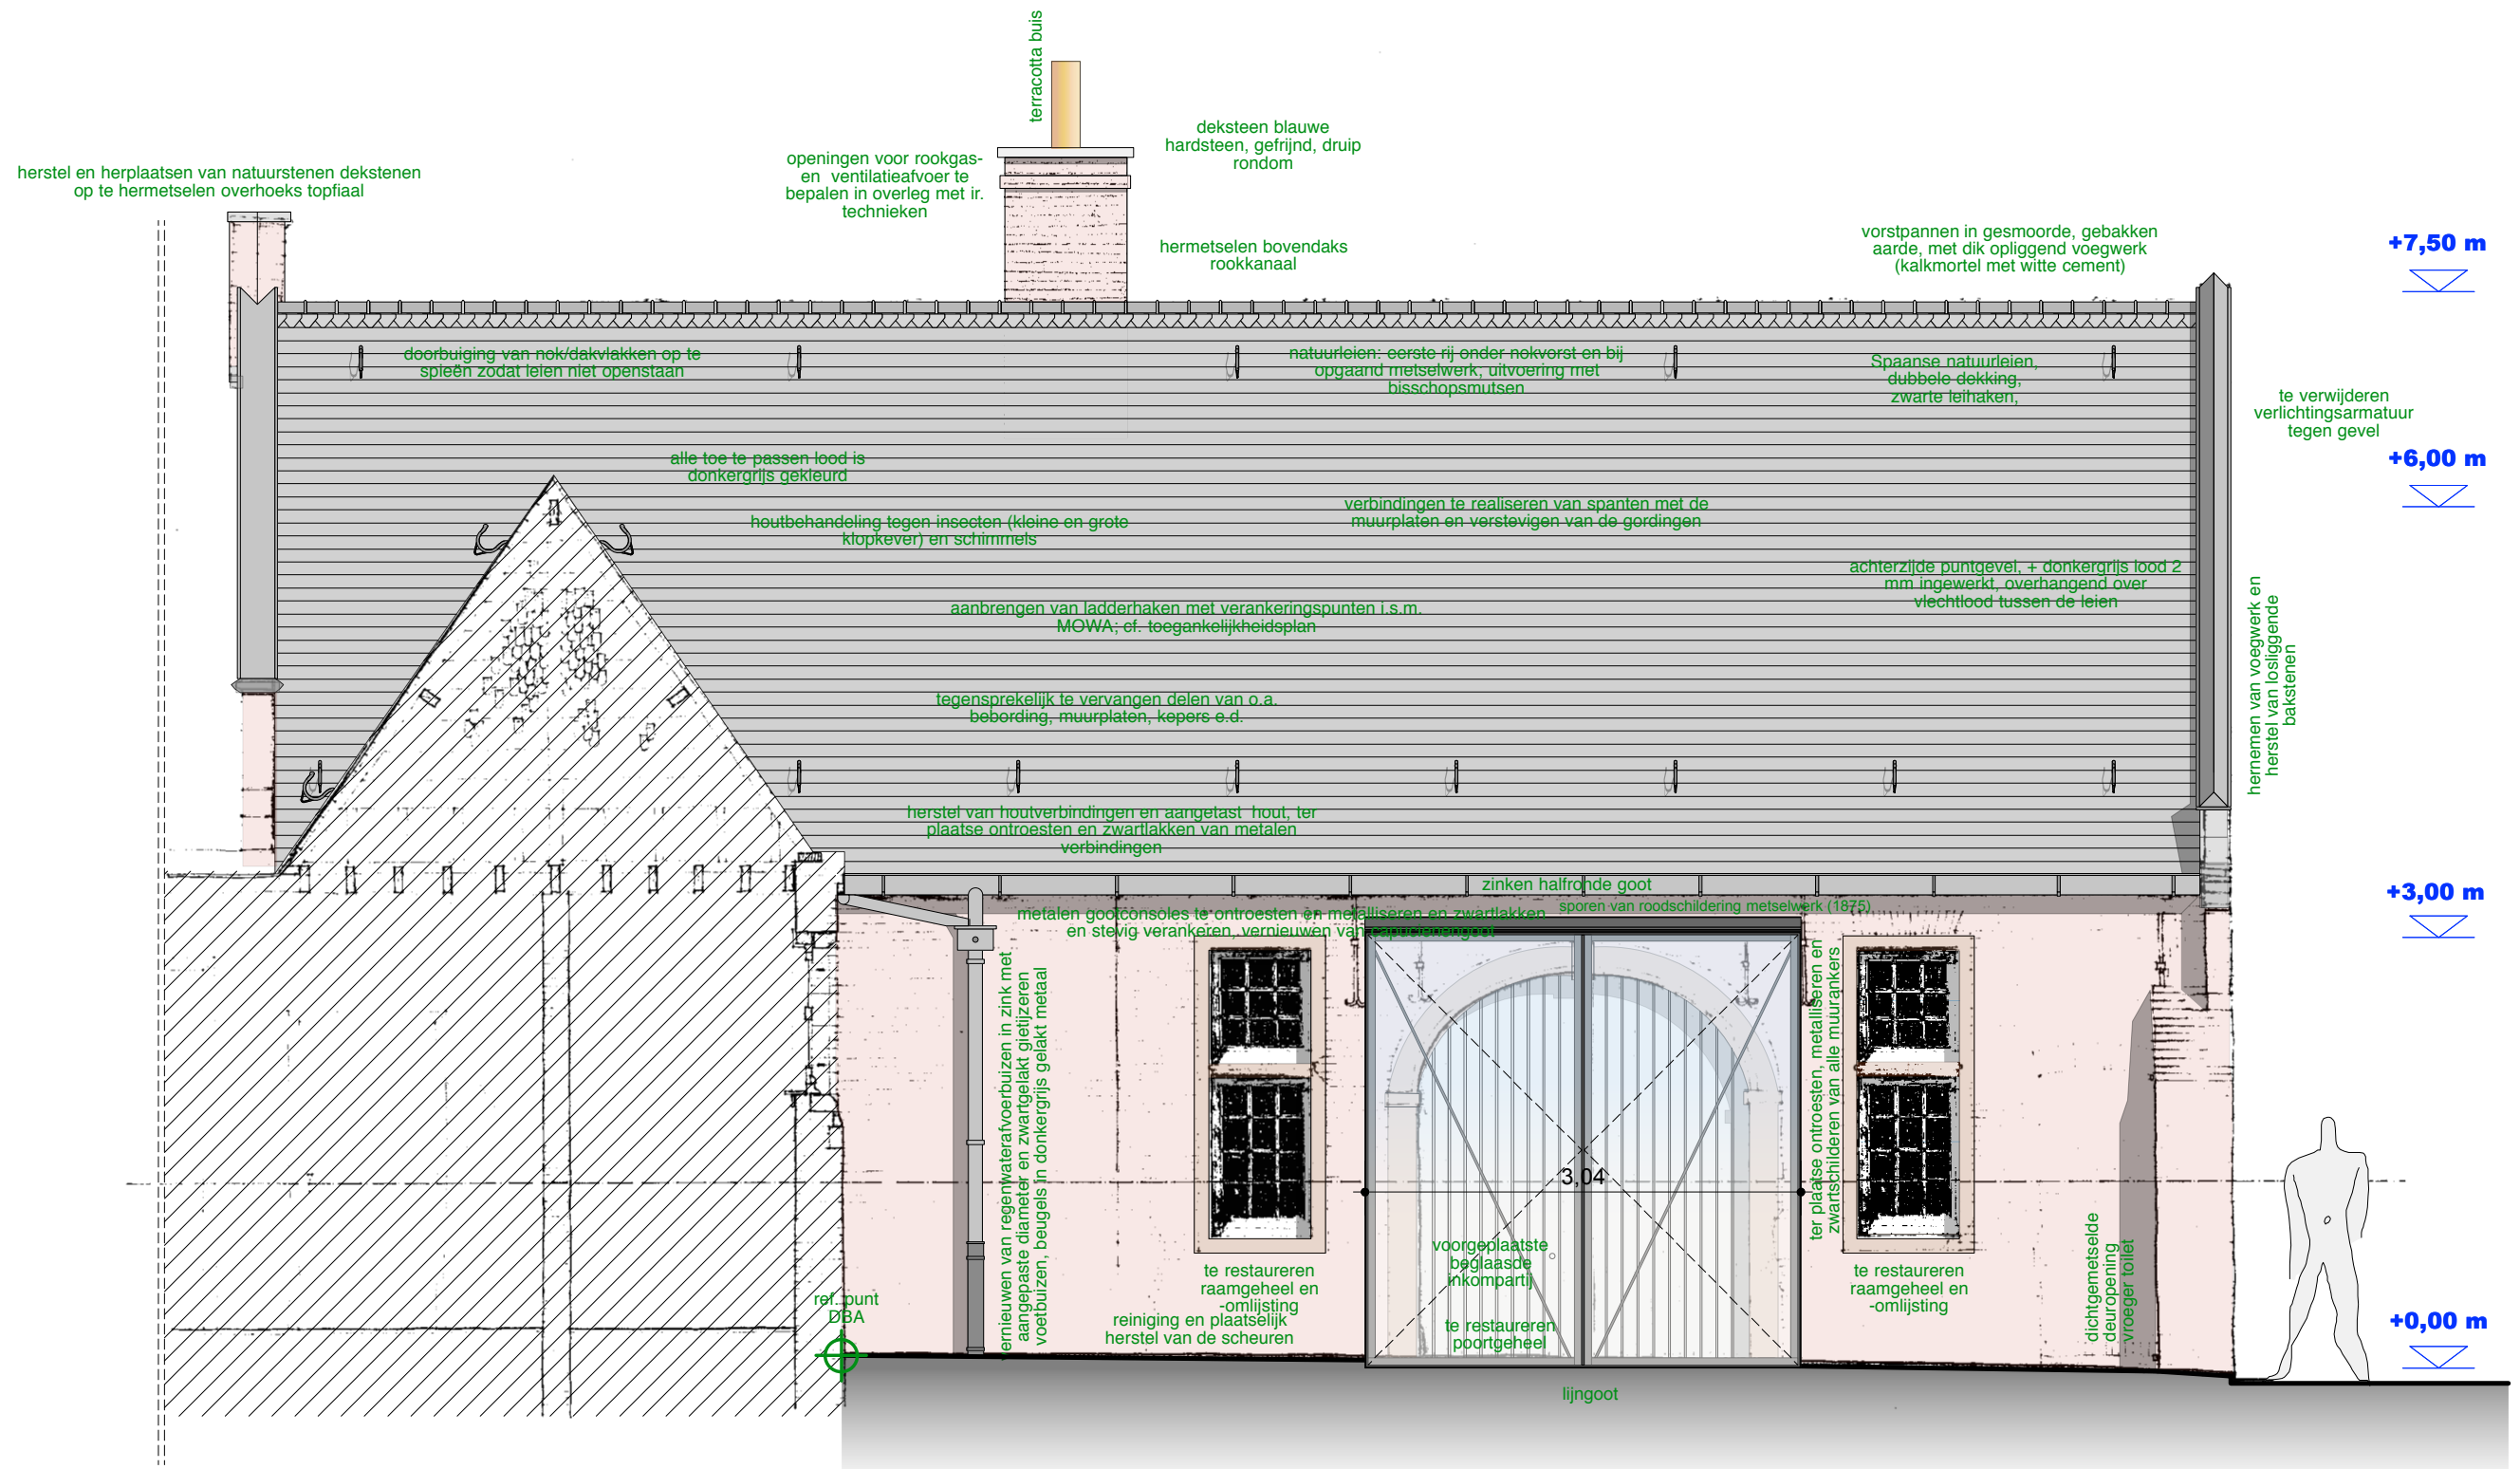 terracotta buis
deksteen blauwe
hardsteen, gefrijnd, druip
rondom
openingen voor rookgas-
en ventilatieafvoer te
bepalen in overleg met ir.
technieken
herstel en herplaatsen van natuurstenen dekstenen
op te hermetselen overhoeks topfiaal
hermetselen bovendaks
rookkanaal
vorstpannen in gesmoorde, gebakken
aarde, met dik opliggend voegwerk
(kalkmortel met witte cement)
+7,50 m
doorbuiging van nok/dakvlakken op te
spieën zodat leien niet openstaan
natuurleien: eerste rij onder nokvorst en bij
opgaand metselwerk; uitvoering met
bisschopsmutsen
Spaanse natuurleien,
dubbele dekking,
zwarte leihaken,
te verwijderen
verlichtingsarmatuur
tegen gevel
+6,00 m
alle toe te passen lood is
donkergrijs gekleurd
houtbehandeling tegen insecten (kleine en grote
klopkever) en schimmels
verbindingen te realiseren van spanten met de
muurplaten en verstevigen van de gordingen
achterzijde puntgevel, + donkergrijs lood 2
mm ingewerkt, overhangend over
vlechtlood tussen de leien
aanbrengen van ladderhaken met verankeringspunten i.s.m.
MOWA; cf. toegankelijkheidsplan
hernemen van voegwerk en
herstel van losliggende
bakstenen
tegensprekelijk te vervangen delen van o.a.
bebording, muurplaten, kepers e.d.
herstel van houtverbindingen en aangetast hout, ter
plaatse ontroesten en zwartlakken van metalen
verbindingen
zinken halfronde goot
+3,00 m
sporen van roodschildering metselwerk (1875)
metalen gootconsoles te ontroesten en metalliseren en zwartlakken
en stevig verankeren, vernieuwen van capucienengoot
vernieuwen van regenwaterafvoerbuizen in zink met
aangepaste diameter en zwartgelakt gietijzeren
voetbuizen, beugels in donkergrijs gelakt metaal
ter plaatse ontroesten, metalliseren en
zwartschilderen van alle muurankers
3,04
voorgeplaatste
beglaasde
inkompartij
te restaureren
raamgeheel en
-omlijsting
te restaureren
raamgeheel en
-omlijsting
dichtgemetselde
deuropening
vroeger toilet
ref. punt
DBA
reiniging en plaatselijk
herstel van de scheuren
te restaureren
poortgeheel
+0,00 m
lijngoot